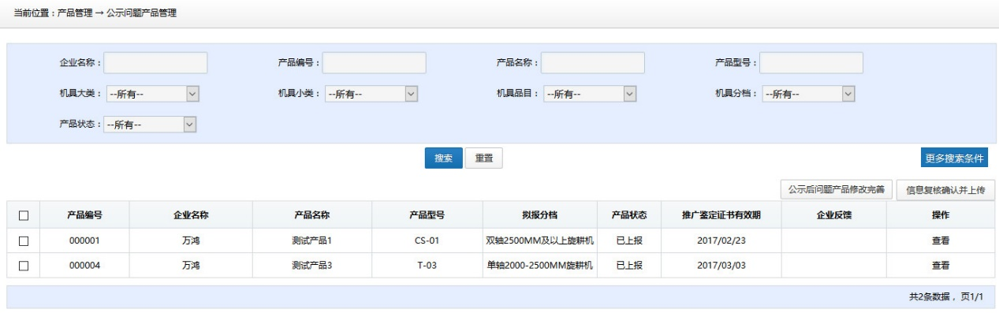 当前位置：产品管理 → 公示问题产品管理
企业名称： 产品编号： 产品名称： 产品型号：
机具大类： --所有-- 机具小类： --所有-- 机具品目： --所有-- 机具分档： --所有--
产品状态： --所有--
搜索 重置 更多搜索条件
公示后问题产品修改完善 信息复核确认并上传
产品编号 企业名称 产品名称 产品型号 拟报分档 产品状态 推广鉴定证书有效期 企业反馈 操作
000001 万鸿 测试产品1 CS-01 双轴2500MM及以上旋耕机 已上报 2017/02/23 查看
000004 万鸿 测试产品3 T-03 单轴2000-2500MM旋耕机 已上报 2017/03/03 查看
共2条数据， 页1/1